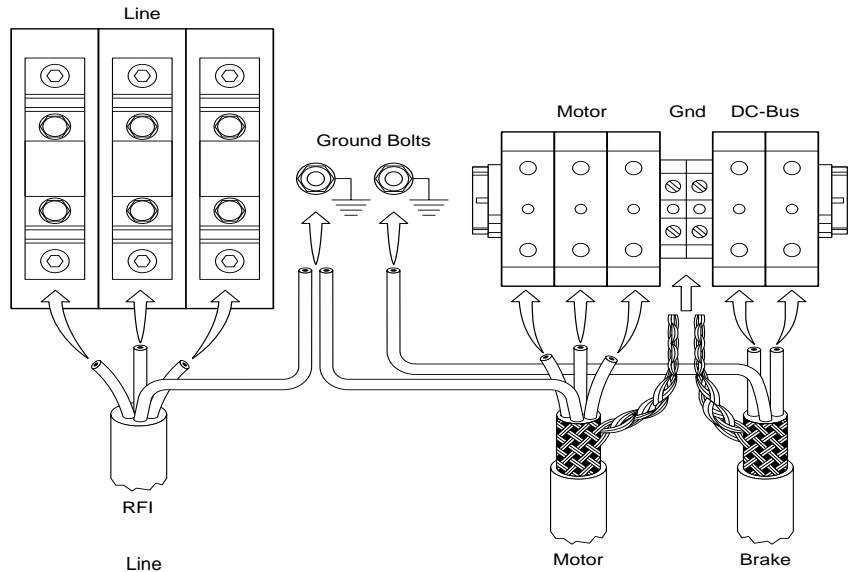 Line
Motor Gnd DC-Bus
Ground Bolts
RFI
Line
Motor
Brake